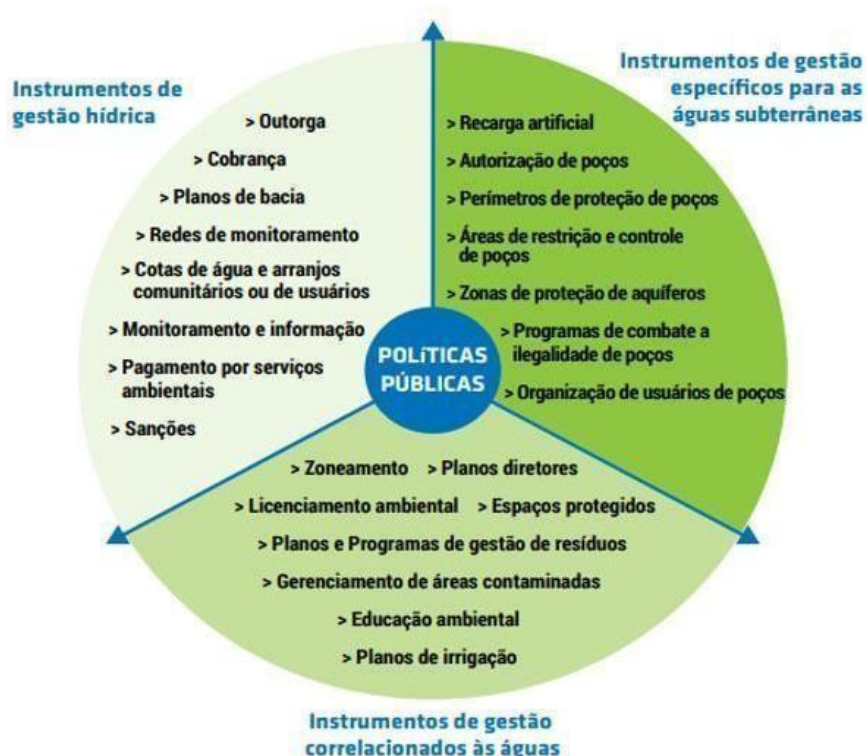 Instrumentos de
gestão hídrica
> Outorga
> Cobrança
> Planos de bacia
> Redes de monitoramento
> Cotas de água e arranjos
comunitários ou de usuários
> Monitoramento e informação
> Pagamento por serviços
ambientais
> Sanções
Instrumentos de gestão
específicos para as
águas subterrâneas
> Recarga artificial
> Autorização de poços
> Perímetros de proteção de poços
> Áreas de restrição e controle
de poços
> Zonas de proteção de aquíferos
> Programas de combate a
ilegalidade de poços
> Organização de usuários de poços
POLÍTICAS
PÚBLICAS
> Zoneamento > Planos diretores
> Licenciamento ambiental > Espaços protegidos
> Planos e Programas de gestão de resíduos
> Gerenciamento de áreas contaminadas
> Educação ambiental
> Planos de irrigação
Instrumentos de gestão
correlacionados às águas